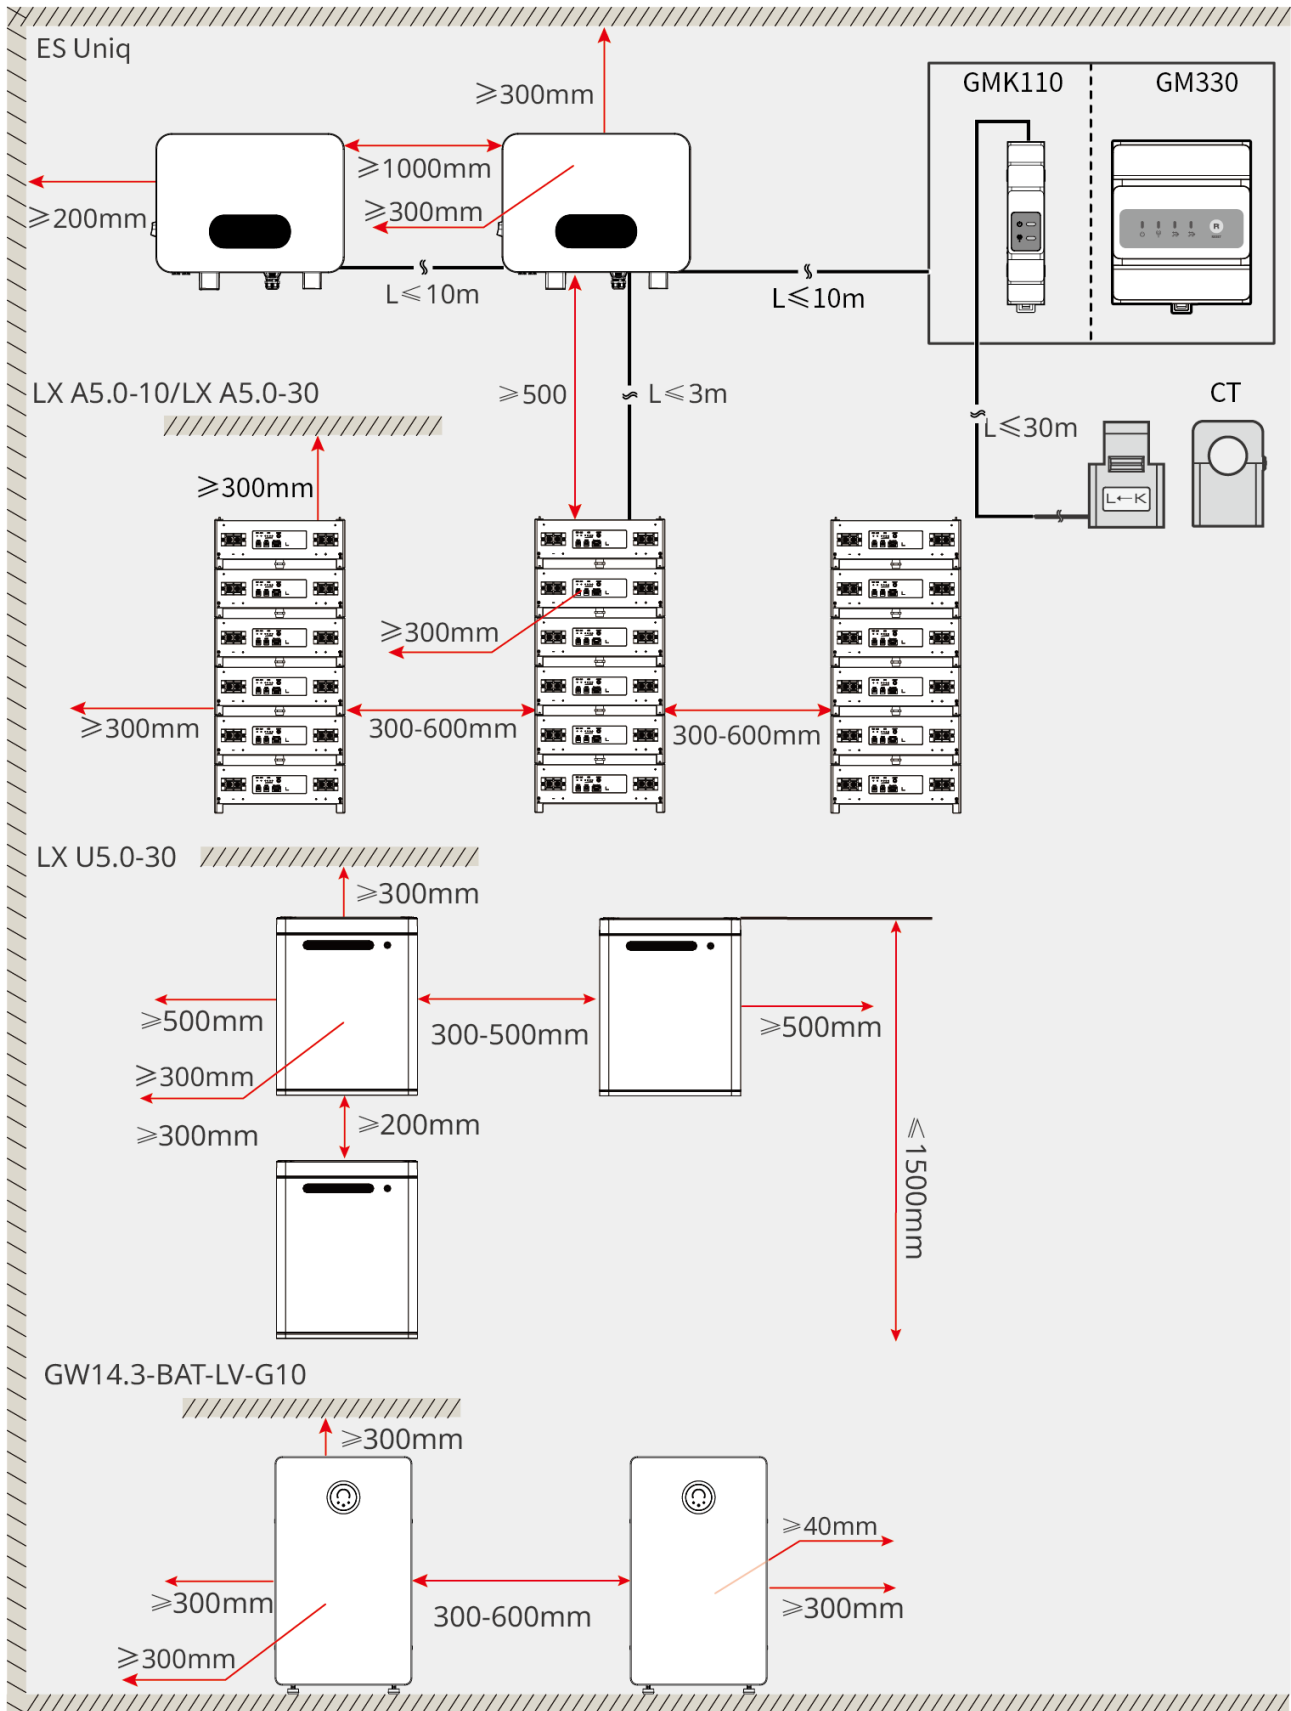 ES Uniq
GMK110
GM330
≥300mm
≥1000mm
≥300mm
≥200mm
R
L≤10m
L≤10m
LX A5.0-10/LX A5.0-30
≥500
L≤3m
CT
L≤30m
≥300mm
L←K
≥300mm
≥300mm
300-600mm
300-600mm
LX U5.0-30
≥300mm
≥500mm
300-500mm
≥500mm
≥300mm
≥300mm
≥200mm
≤1500mm
GW14.3-BAT-LV-G10
≥300mm
≥40mm
≥300mm
300-600mm
≥300mm
≥300mm